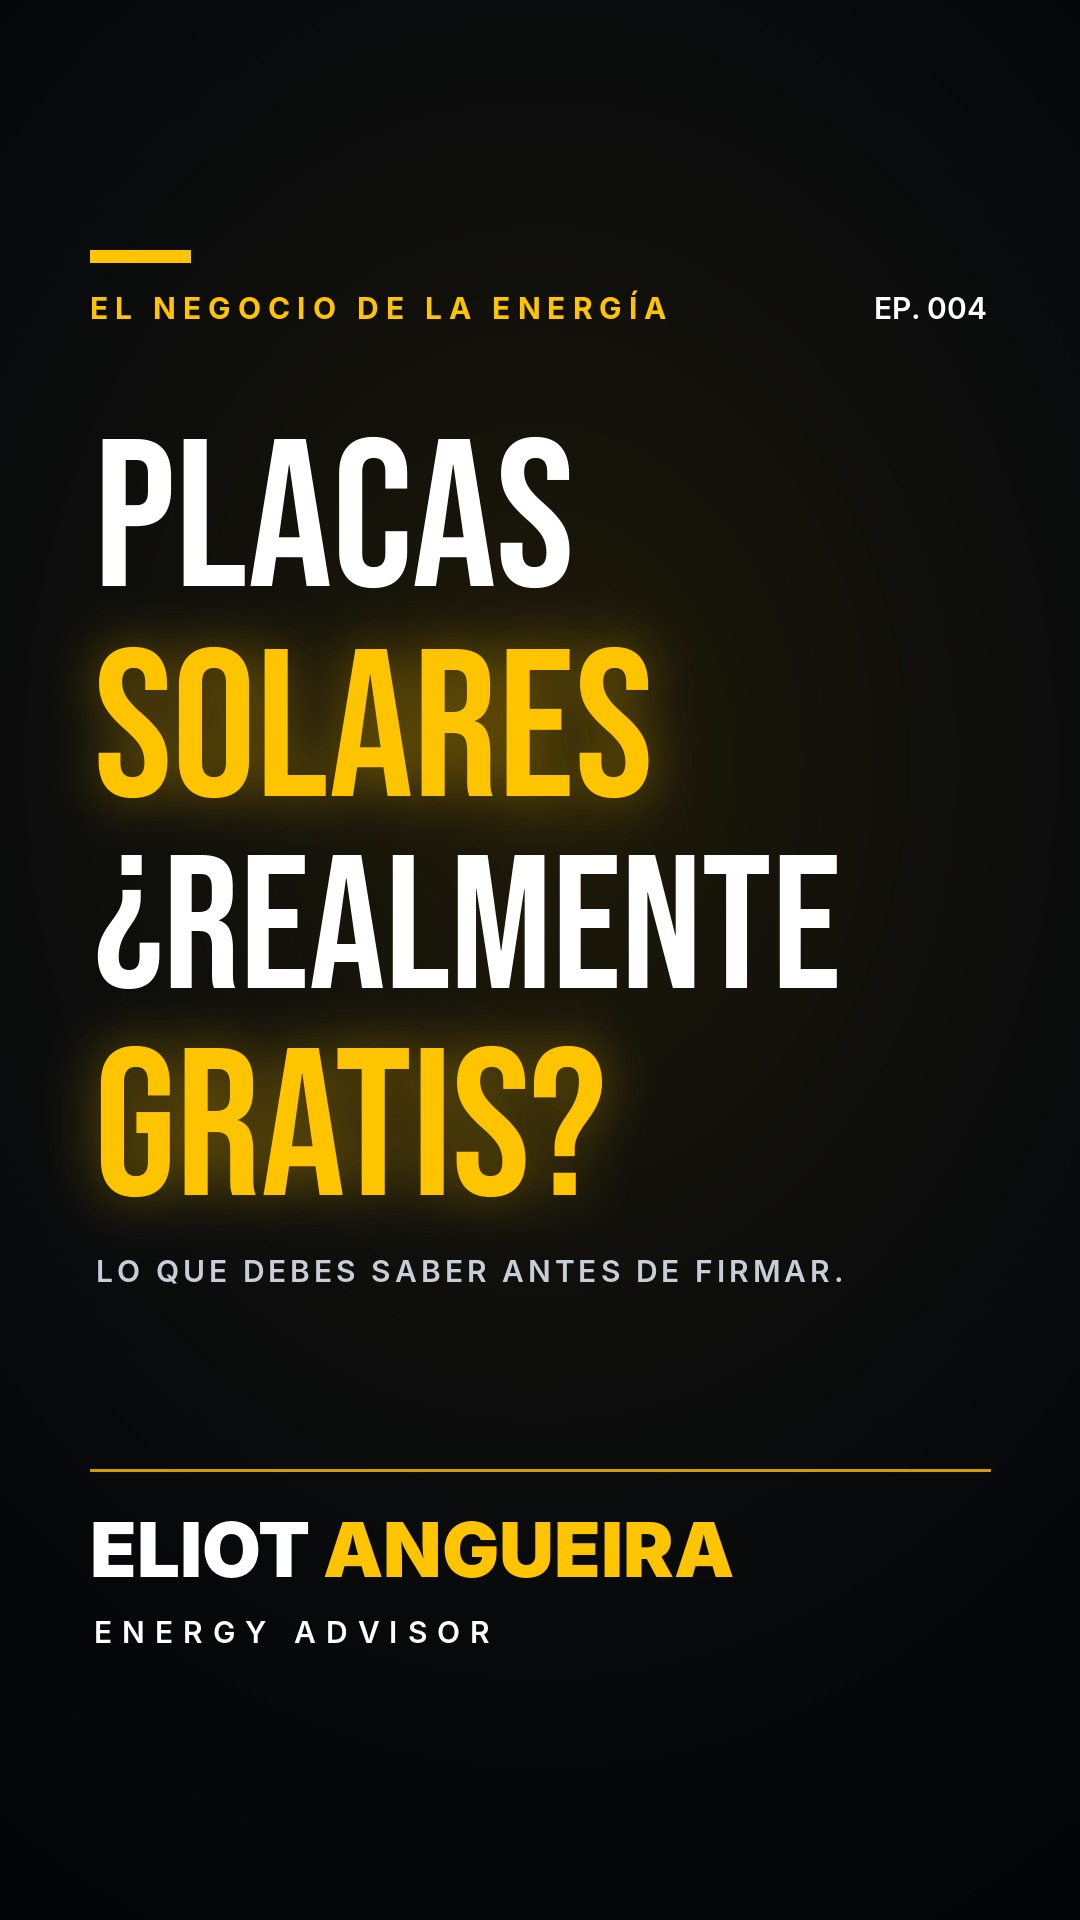 EL NEGOCIO DE LA ENERGÍA
EP. 004
PLACAS
SOLARES
¿REALMENTE
GRATIS?
LO QUE DEBES SABER ANTES DE FIRMAR.
ELIOT ANGUEIRA
ENERGY ADVISOR